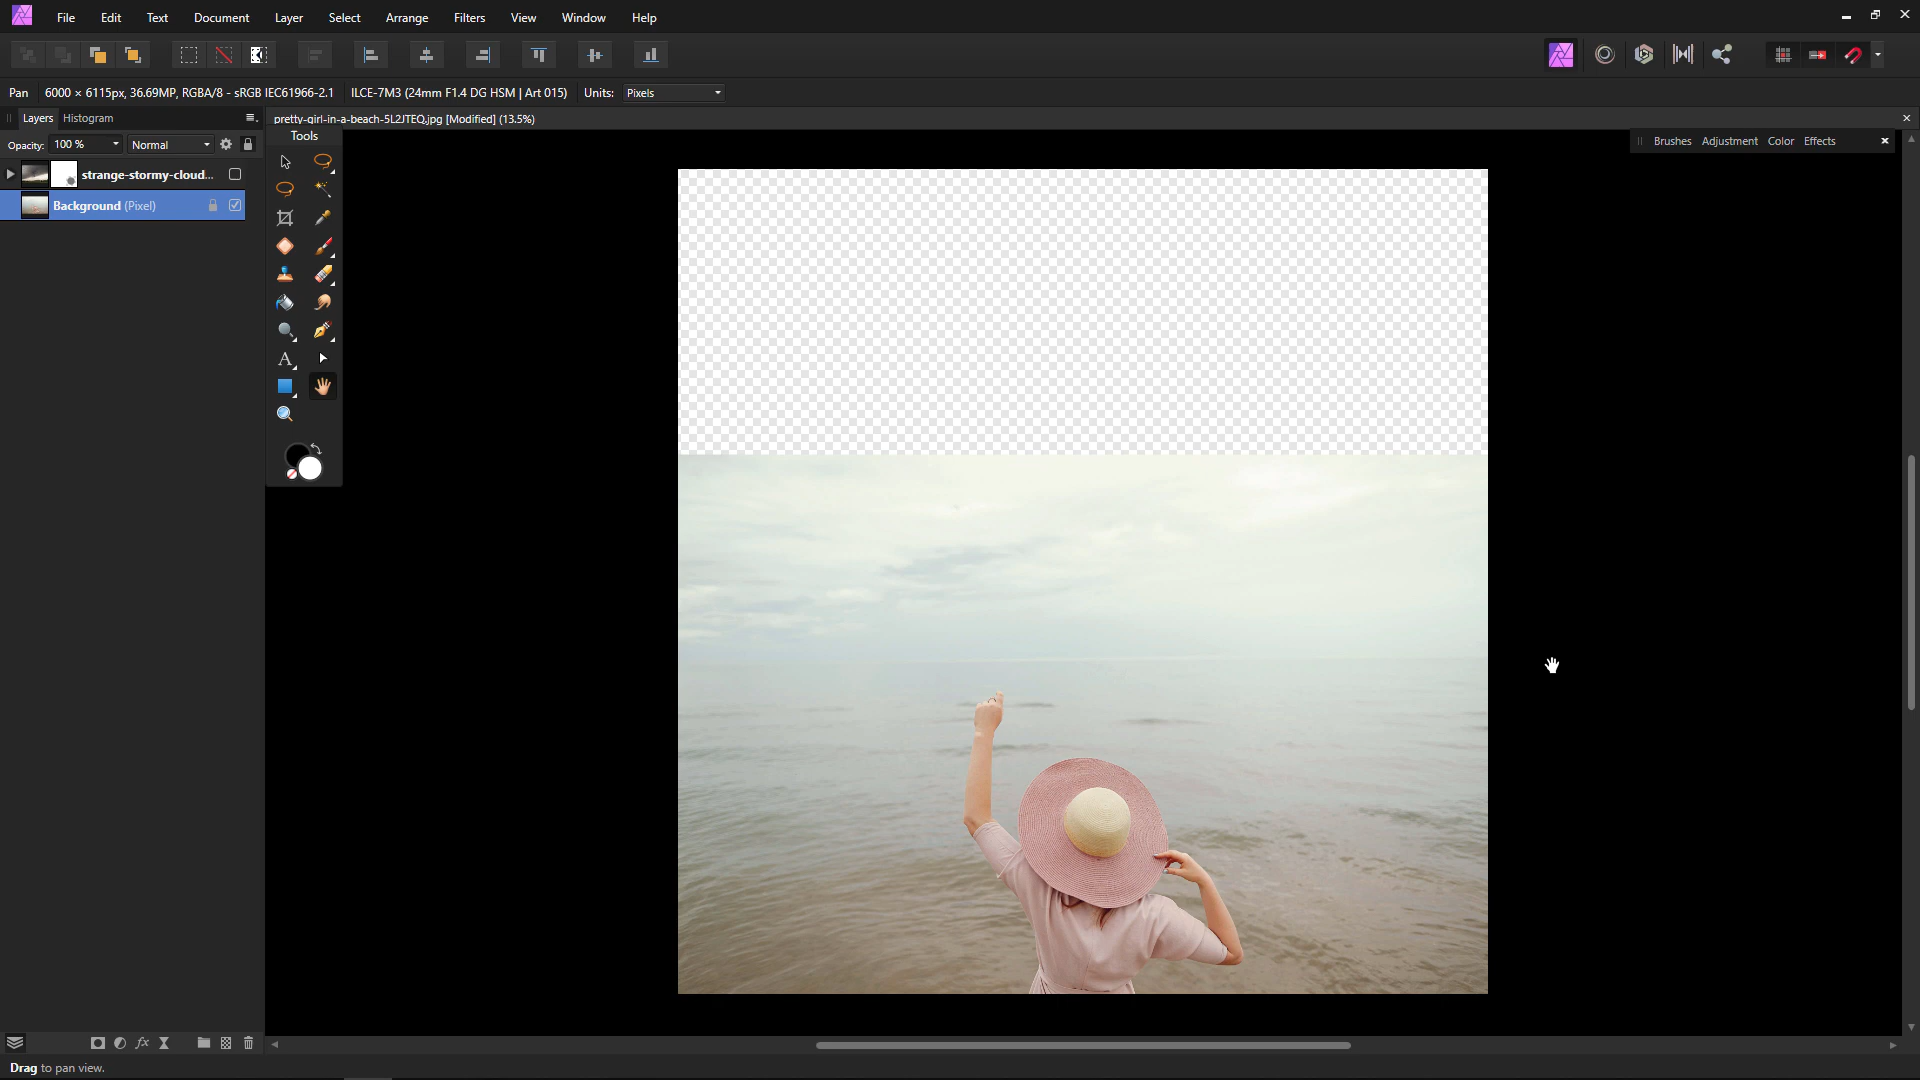 File Edit Text Document Layer Select Arrange Filters View Window Help
Pan 6000 × 6115px, 36.69MP, RGBA/8 - sRGB IEC61966-2.1 ILCE-7M3 (24mm F1.4 DG HSM | Art 015) Units: Pixels
Layers Histogram pretty-girl-in-a-beach-5L2JTEQ.jpg [Modified] (13.5%)
Tools
Opacity: 100 % Normal Brushes Adjustment Color Effects
strange-stormy-cloud...
Background (Pixel)
Drag to pan view.